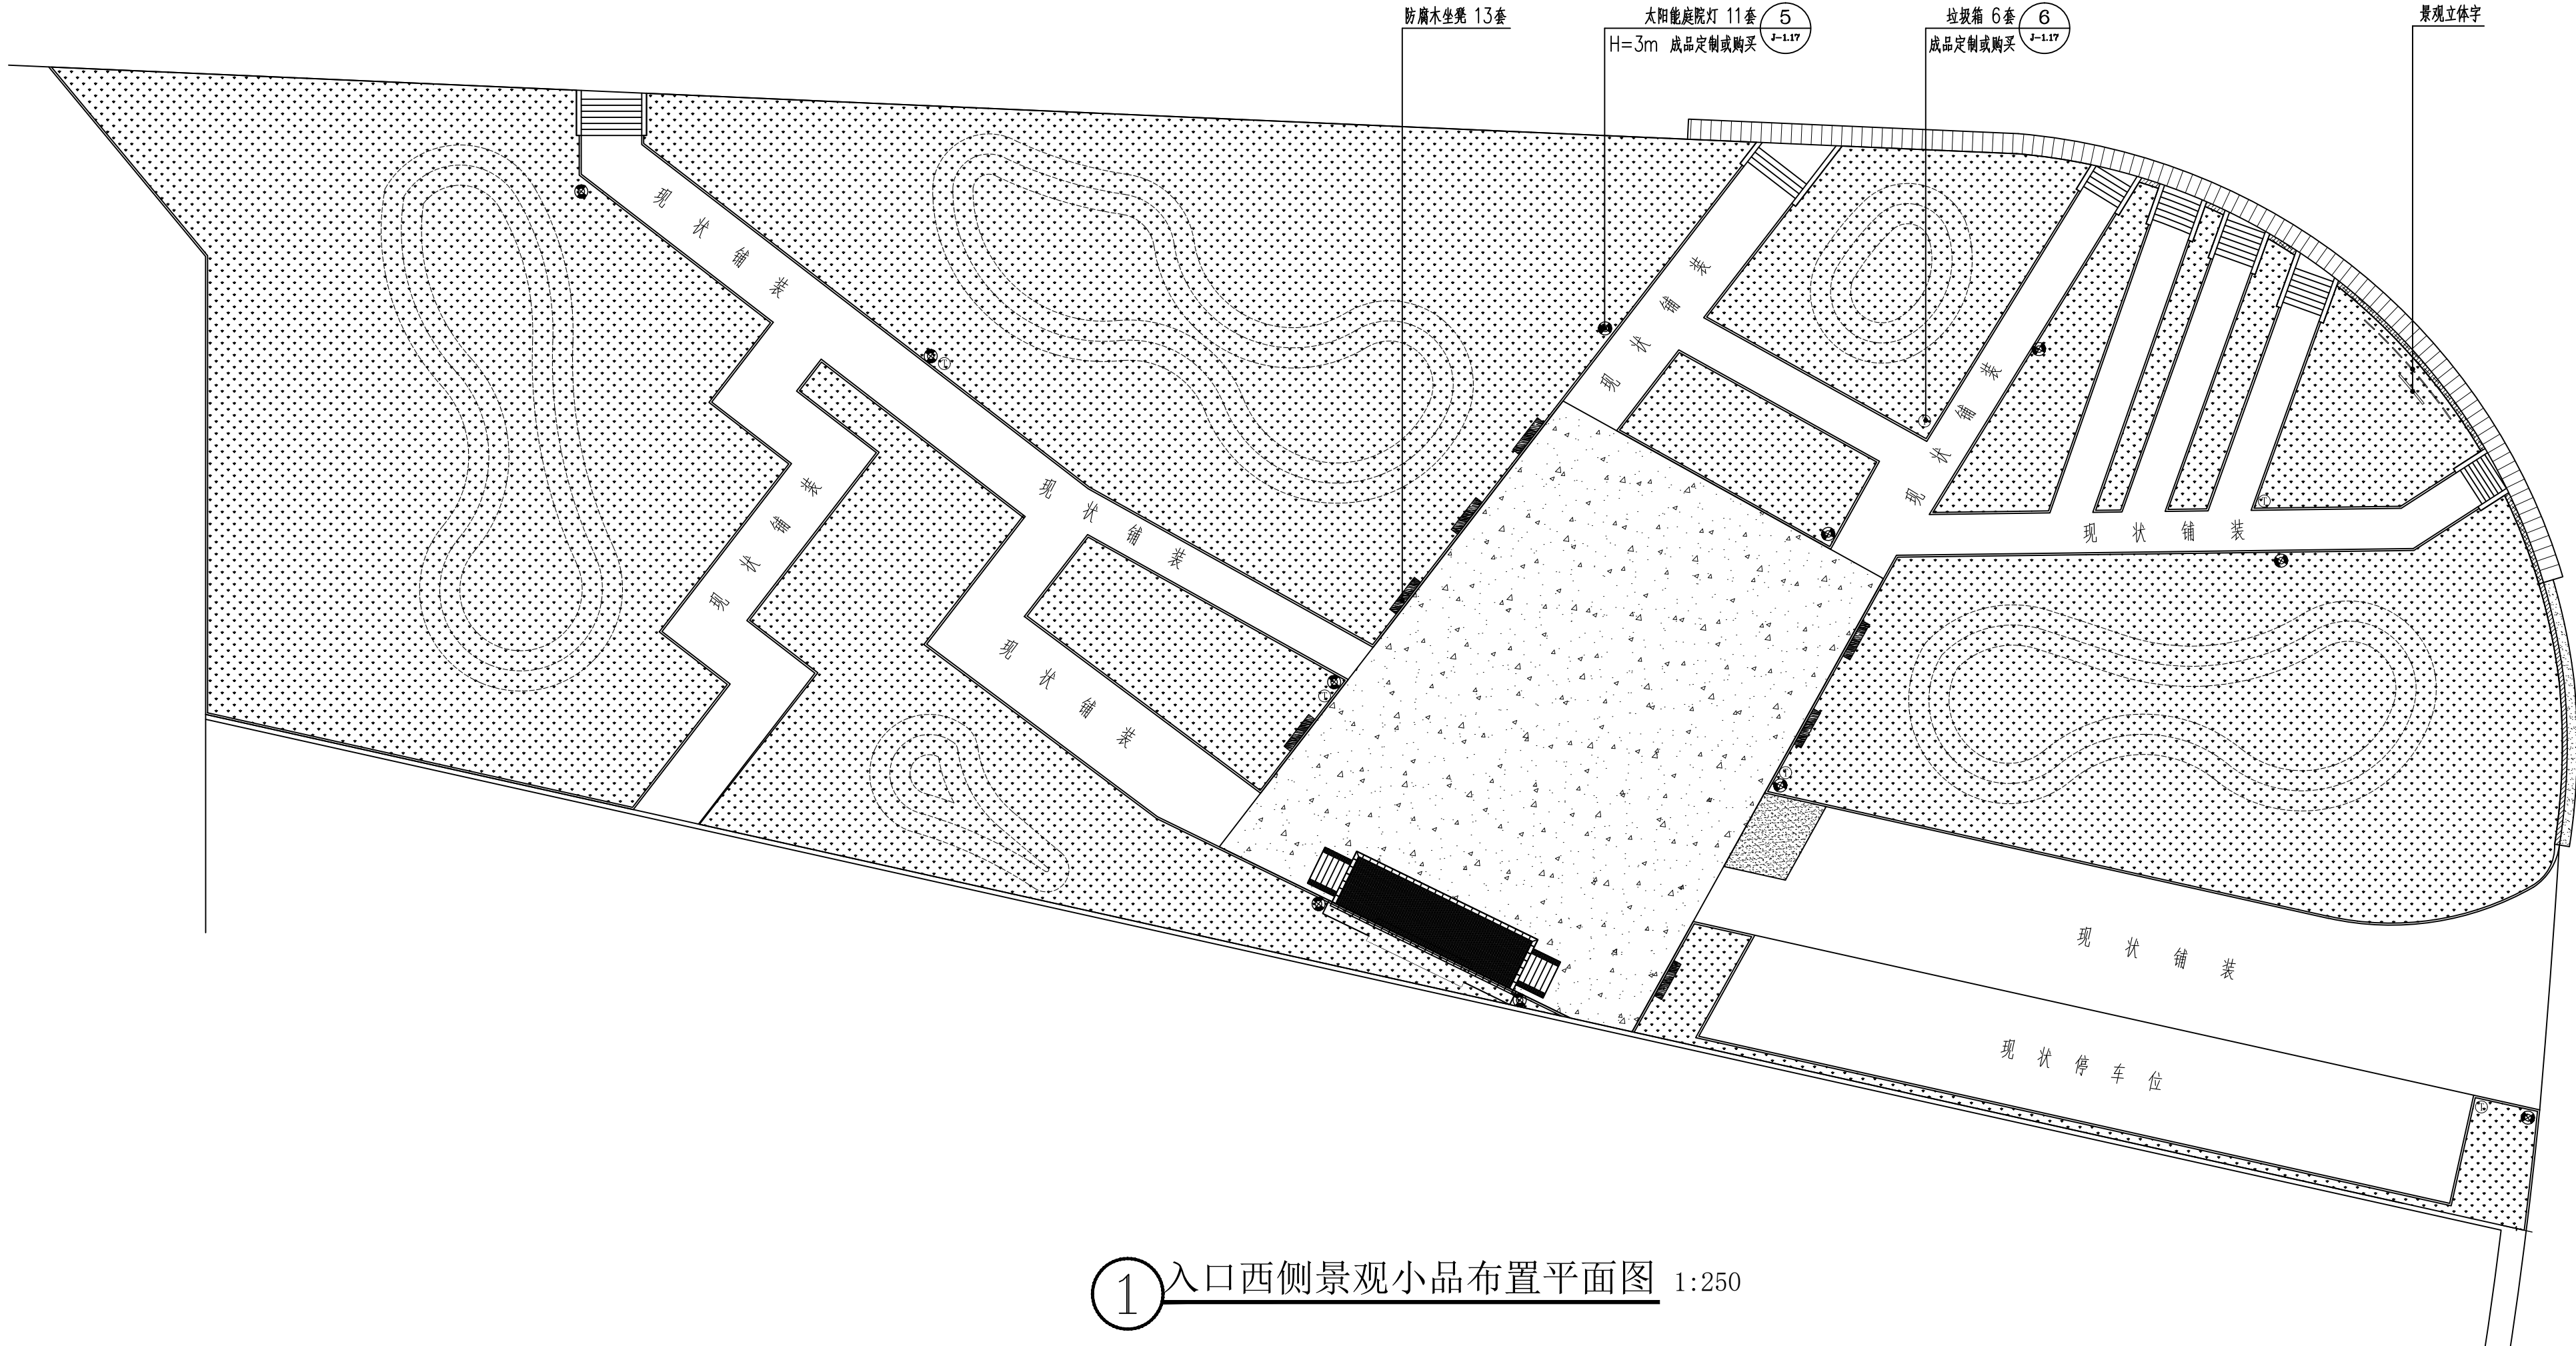 防腐木坐凳 13套
太阳能庭院灯 11套
H=3m 成品定制或购买
5
J-1.17
垃圾箱 6套
成品定制或购买
6
J-1.17
景观立体字
现状铺装
现状铺装
现状铺装
现状铺装
现状铺装
现状铺装
现状铺装
现状铺装
现状铺装
现状停车位
1
入口西侧景观小品布置平面图 1:250